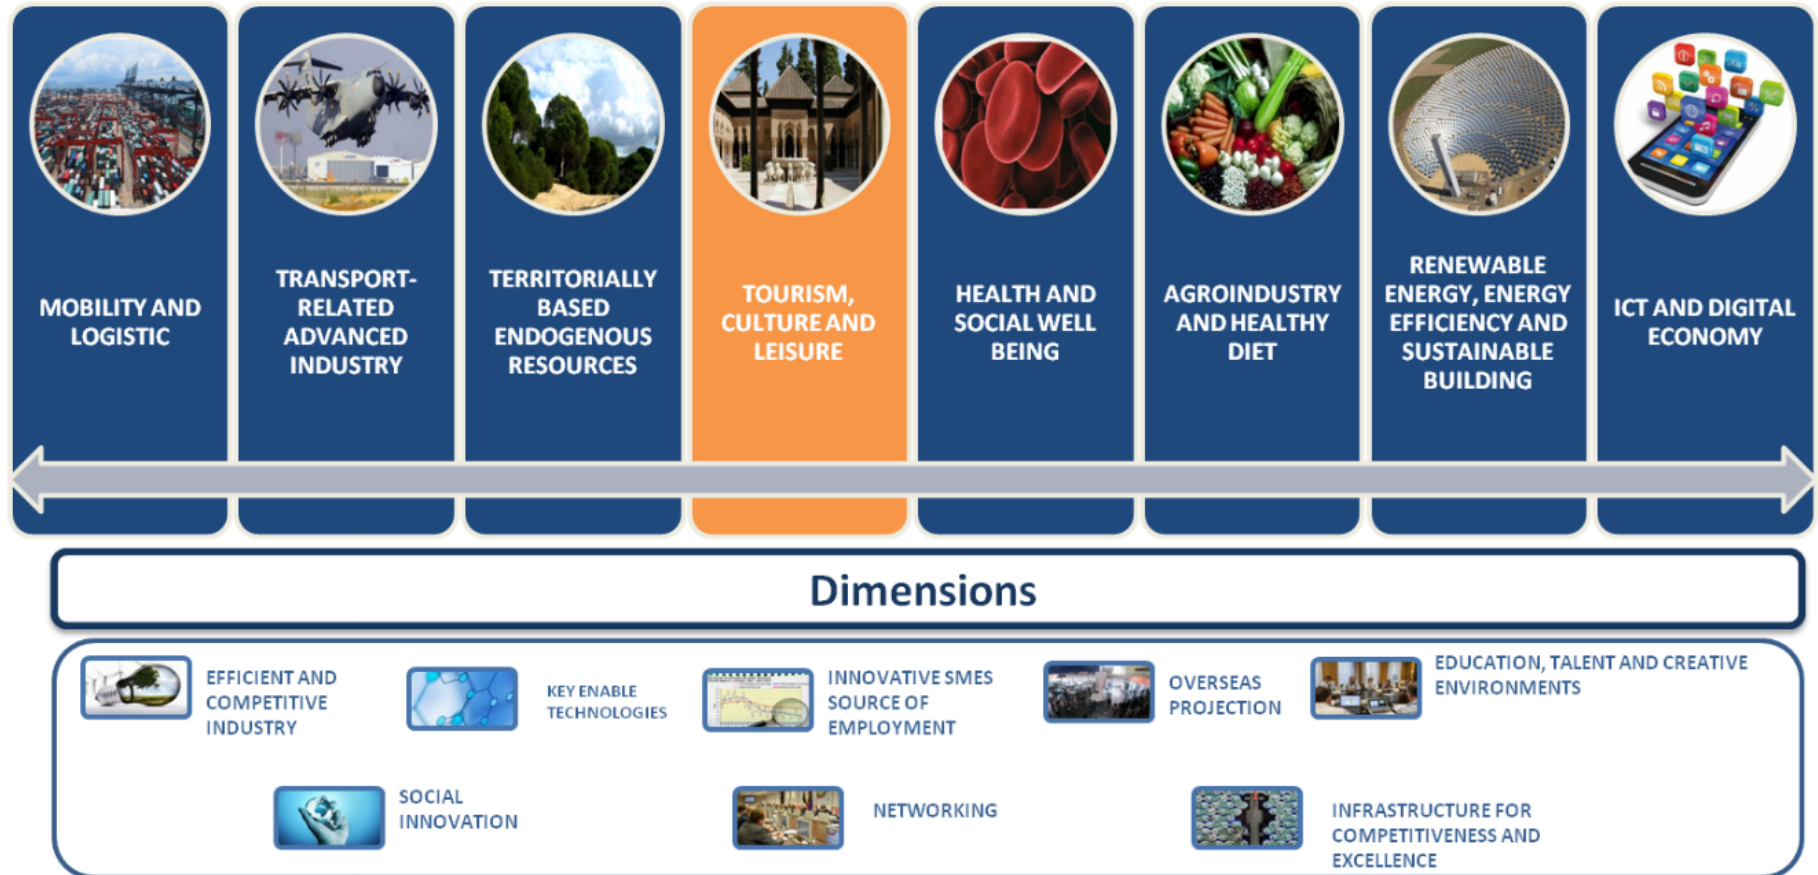 MOBILITY AND
LOGISTIC
TRANSPORT-
RELATED
ADVANCED
INDUSTRY
TERRITORIALLY
BASED
ENDOGENOUS
RESOURCES
TOURISM,
CULTURE AND
LEISURE
HEALTH AND
SOCIAL WELL
BEING
AGROINDUSTRY
AND HEALTHY
DIET
RENEWABLE
ENERGY, ENERGY
EFFICIENCY AND
SUSTAINABLE
BUILDING
ICT AND DIGITAL
ECONOMY
Dimensions
EFFICIENT AND
COMPETITIVE
INDUSTRY
KEY ENABLE
TECHNOLOGIES
INNOVATIVE SMES
SOURCE OF
EMPLOYMENT
OVERSEAS
PROJECTION
EDUCATION, TALENT AND CREATIVE
ENVIRONMENTS
SOCIAL
INNOVATION
NETWORKING
INFRASTRUCTURE FOR
COMPETITIVENESS AND
EXCELLENCE